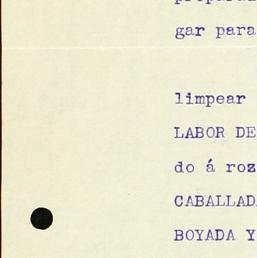 gar para
limpear
LABOR DE
do á roz
CABALLAD
BOYADA Y